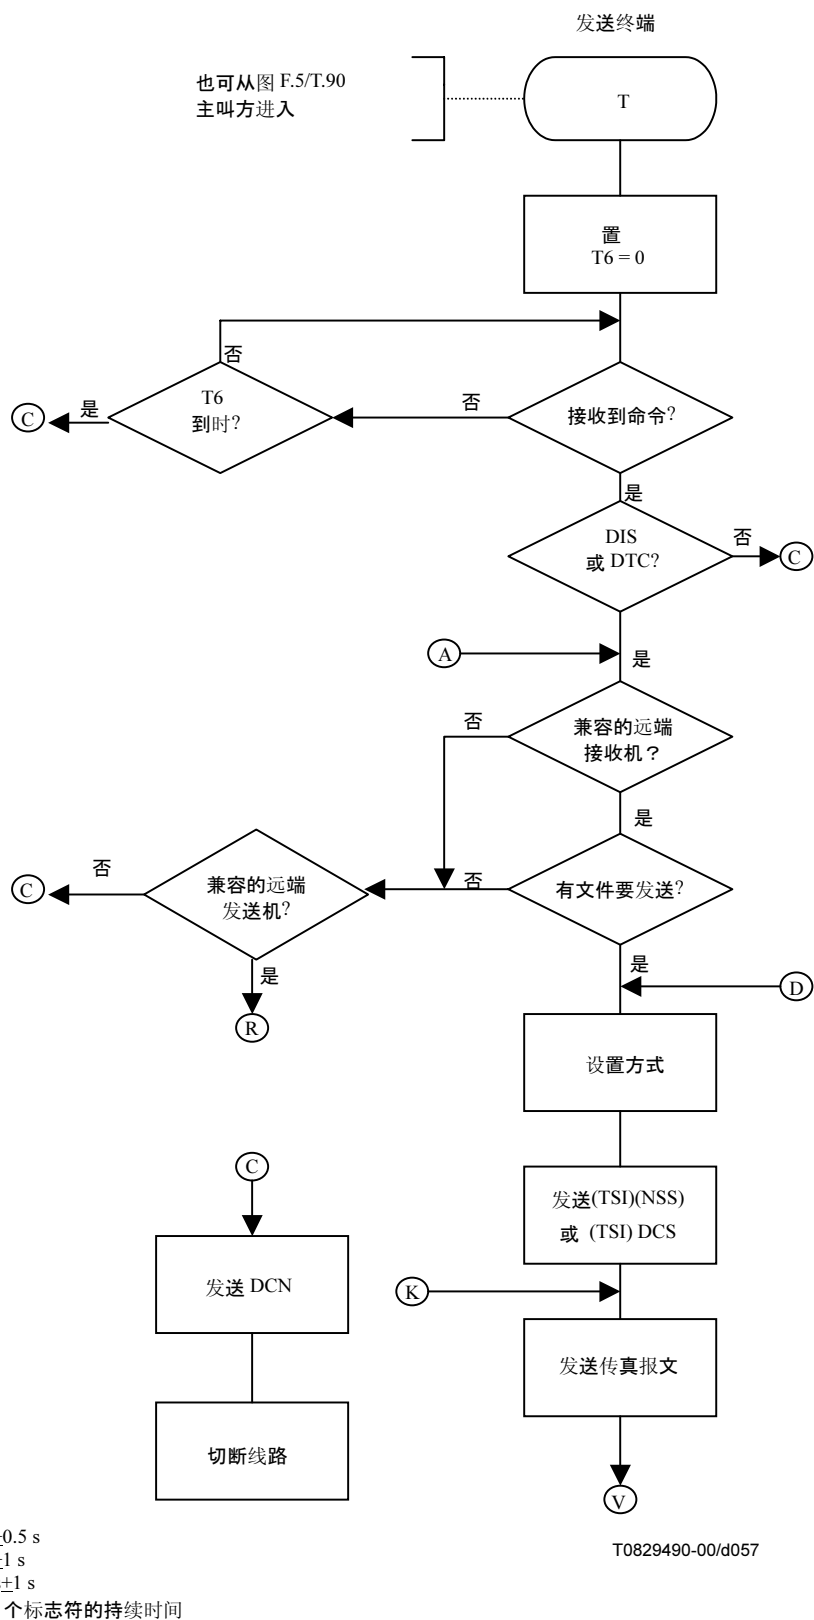 发送终端
也可从图 F.5/T.90
主叫方进入
T
置
T6 = 0
否
T6
到时?
是
C
否
接收到命令?
是
DIS
或 DTC?
否
C
A
是
否
兼容的远端
接收机？
是
否
C
兼容的远端
发送机?
否
有文件要发送?
是
是
D
R
设置方式
C
发送(TSI)(NSS)
或 (TSI) DCS
发送 DCN
K
发送传真报文
切断线路
V
0.5 s
1 s
+1 s
个标志符的持续时间
T0829490-00/d057